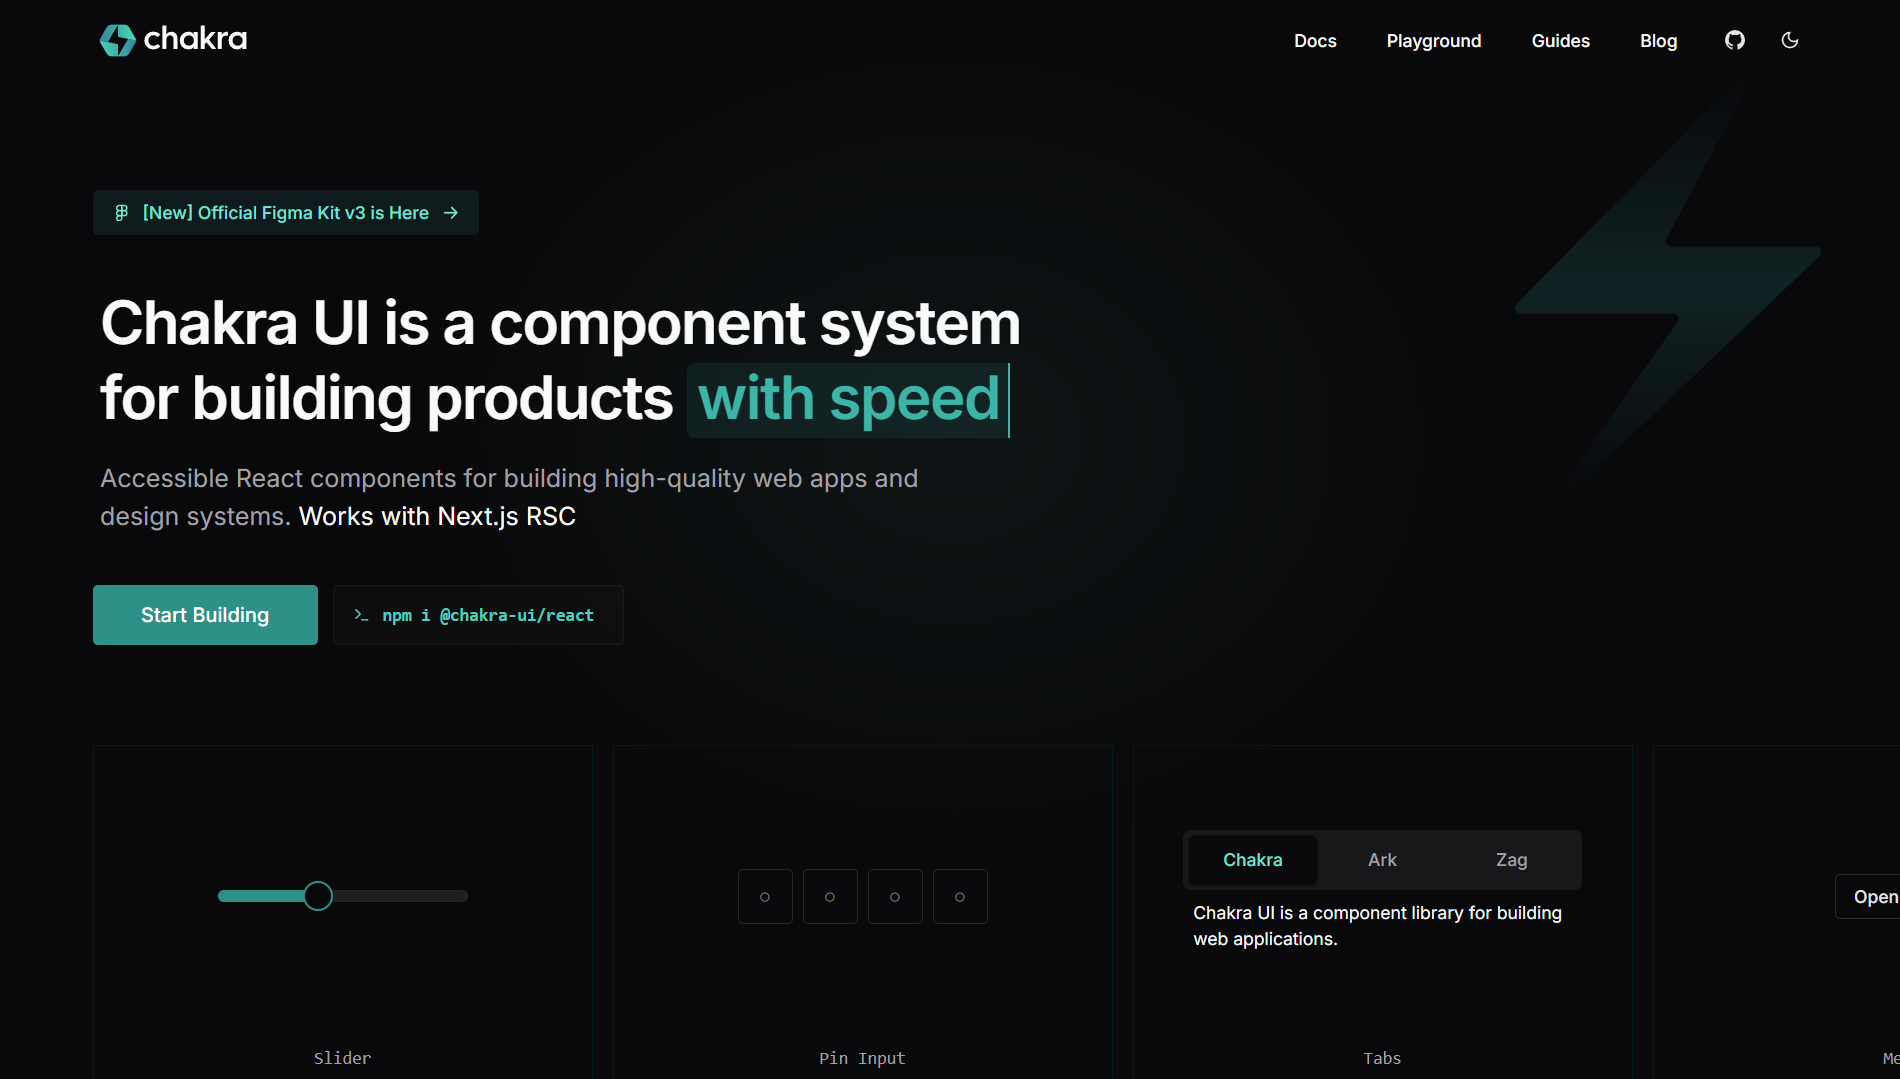 chakra
Docs
Playground
Guides
Blog
[New] Official Figma Kit v3 is Here
Chakra UI is a component system
for building products with speed
Accessible React components for building high-quality web apps and
design systems. Works with Next.js RSC
Start Building
>_ npm i @chakra-ui/react
Chakra
Ark
Zag
Chakra UI is a component library for building
web applications.
Open
Slider
Pin Input
Tabs
Me